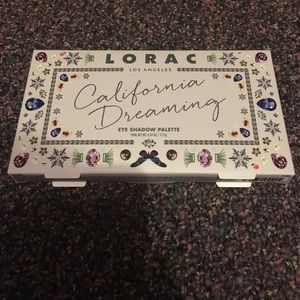 LORAC
LOS ANGELES
California
Dreaming
EYE SHADOW PALETTE